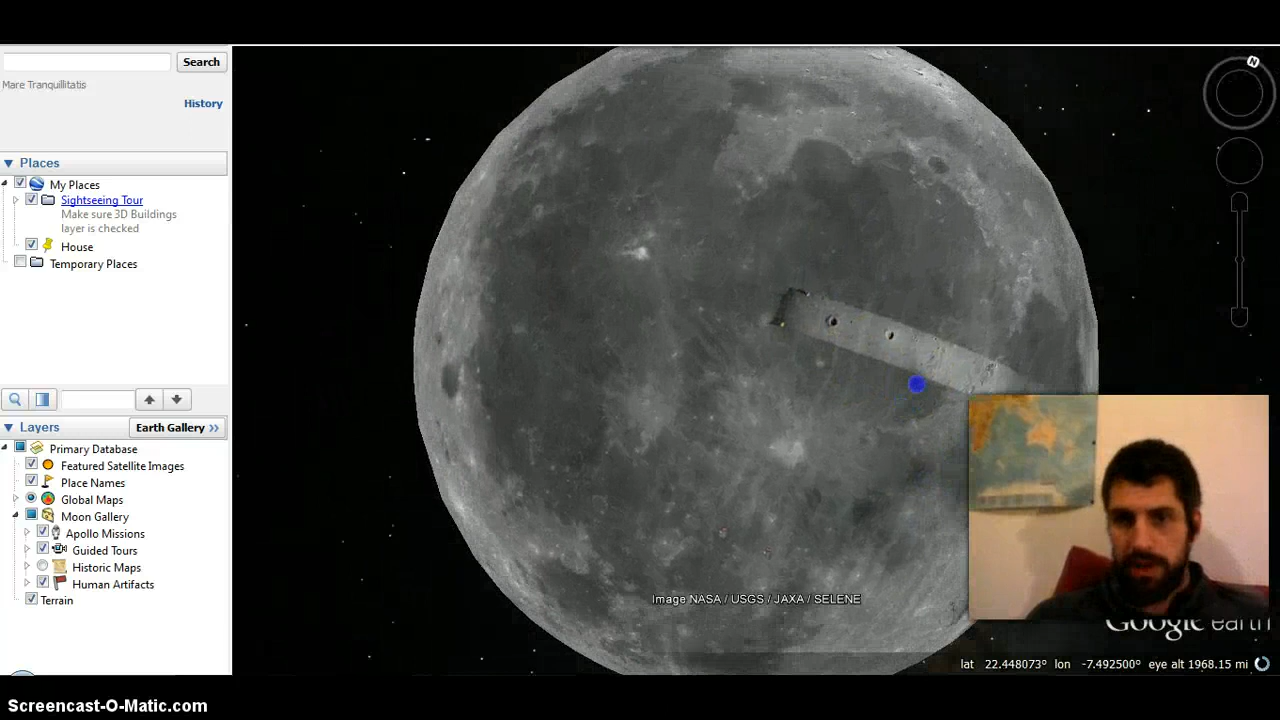 Search
Mare Tranquillitatis
History
Places
My Places
Sightseeing Tour
Make sure 3D Buildings
layer is checked
House
Temporary Places
Layers
Earth Gallery >>
Primary Database
Featured Satellite Images
Place Names
Global Maps
Moon Gallery
Apollo Missions
Guided Tours
Historic Maps
Human Artifacts
Terrain
N
Image NASA / USGS / JAXA / SELENE
Google earth
lat 22.448073° lon -7.492500° eye alt 1968.15 mi
Screencast-O-Matic.com